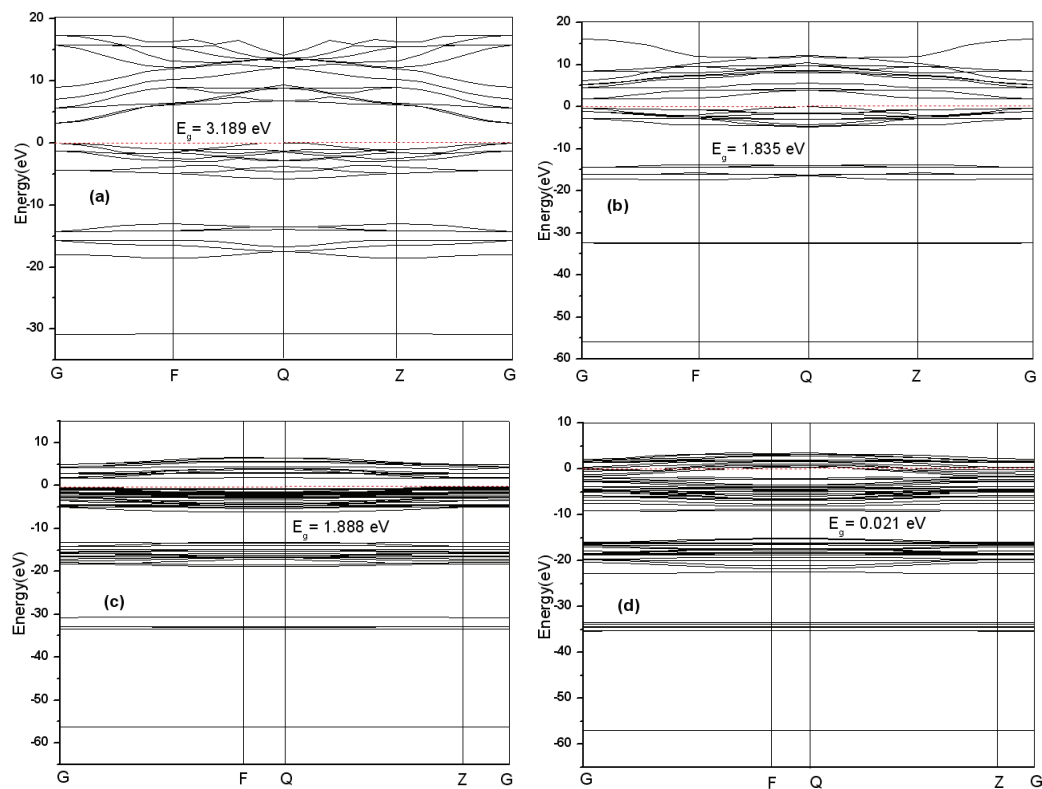 20
10
0
-10
-20
-30
Energy(eV)
E_g = 3.189 eV
(a)
G F Q Z G
20
10
0
-10
-20
-30
-40
-50
-60
Energy(eV)
E_g = 1.835 eV
(b)
G F Q Z G
10
0
-10
-20
-30
-40
-50
-60
Energy(eV)
E_g = 1.888 eV
(c)
G F Q Z G
10
0
-10
-20
-30
-40
-50
-60
Energy(eV)
E_g = 0.021 eV
(d)
G F Q Z G